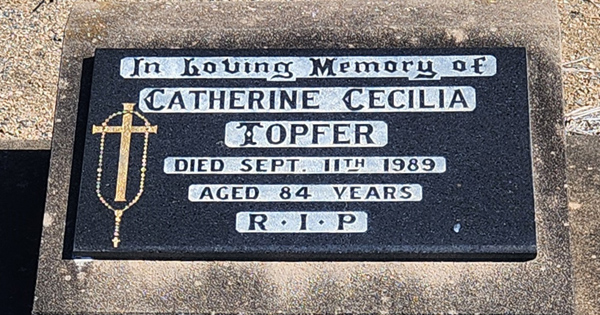 In Loving Memory of
CATHERINE CECILIA
TOPFER
DIED SEPT. 11TH 1989
AGED 84 YEARS
R·I·P